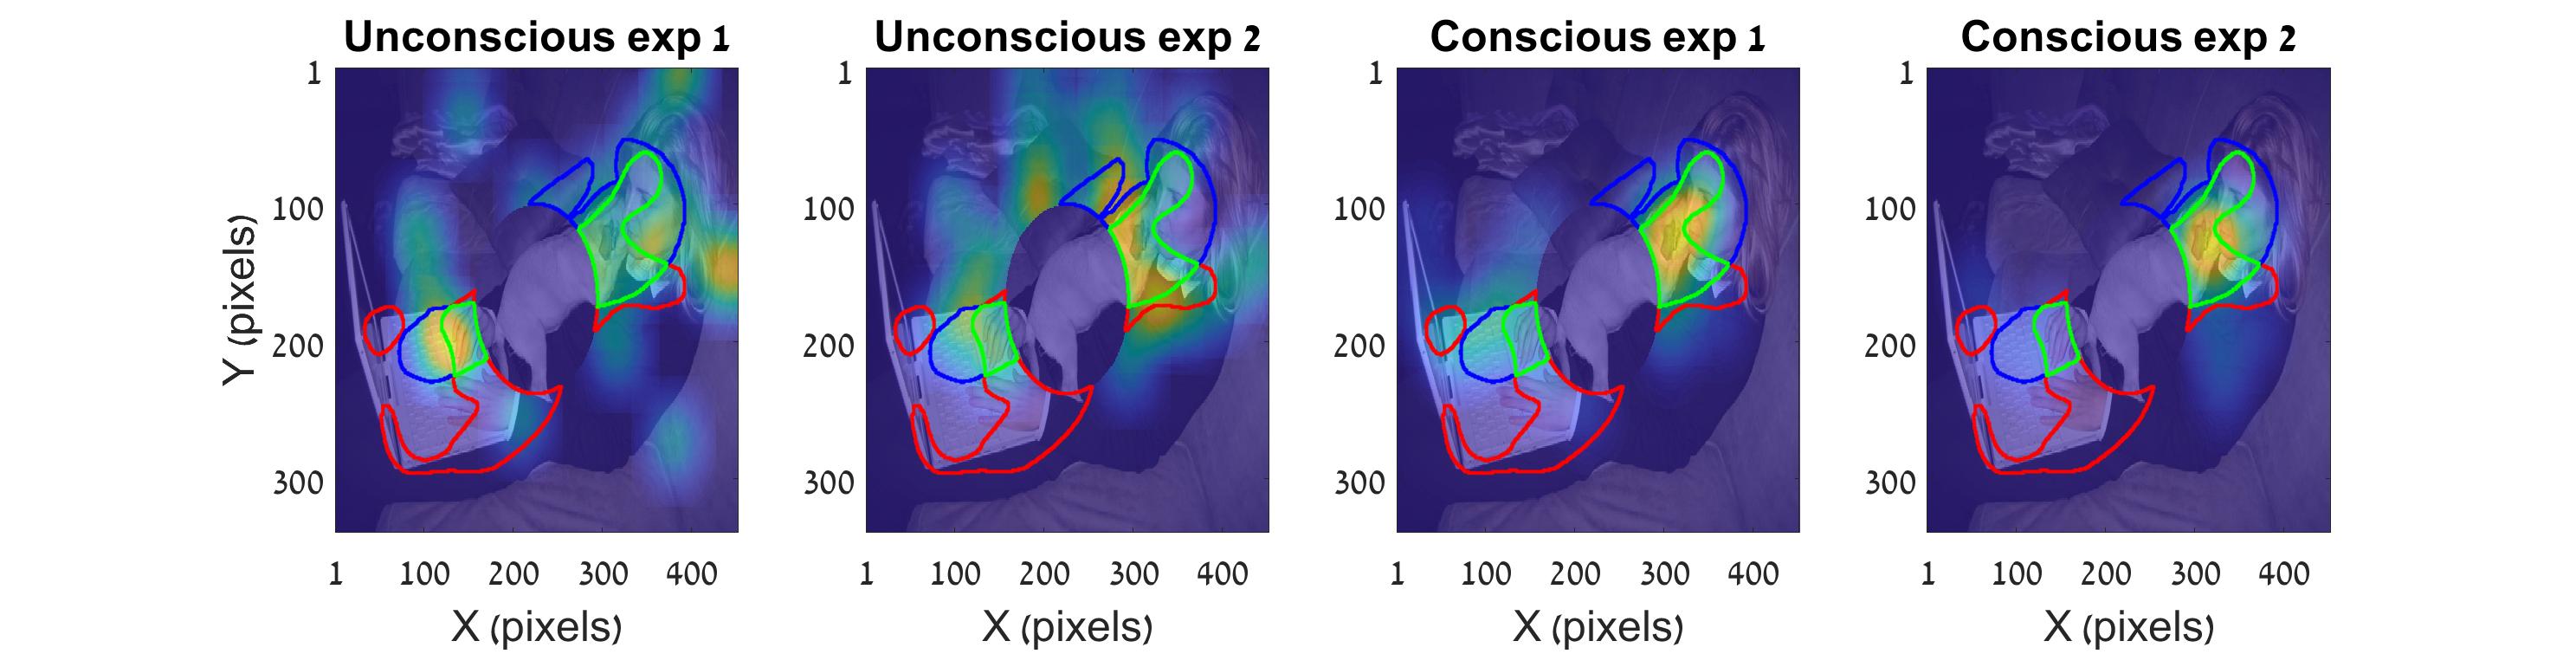 Unconscious exp 1 Unconscious exp 2 Conscious exp 1 Conscious exp 2
1 1 1 1
100 100 100 100
Y (pixels)
200 200 200 200
300 300 300 300
1 100 200 300 400 1 100 200 300 400 1 100 200 300 400 1 100 200 300 400
X (pixels) X (pixels) X (pixels) X (pixels)